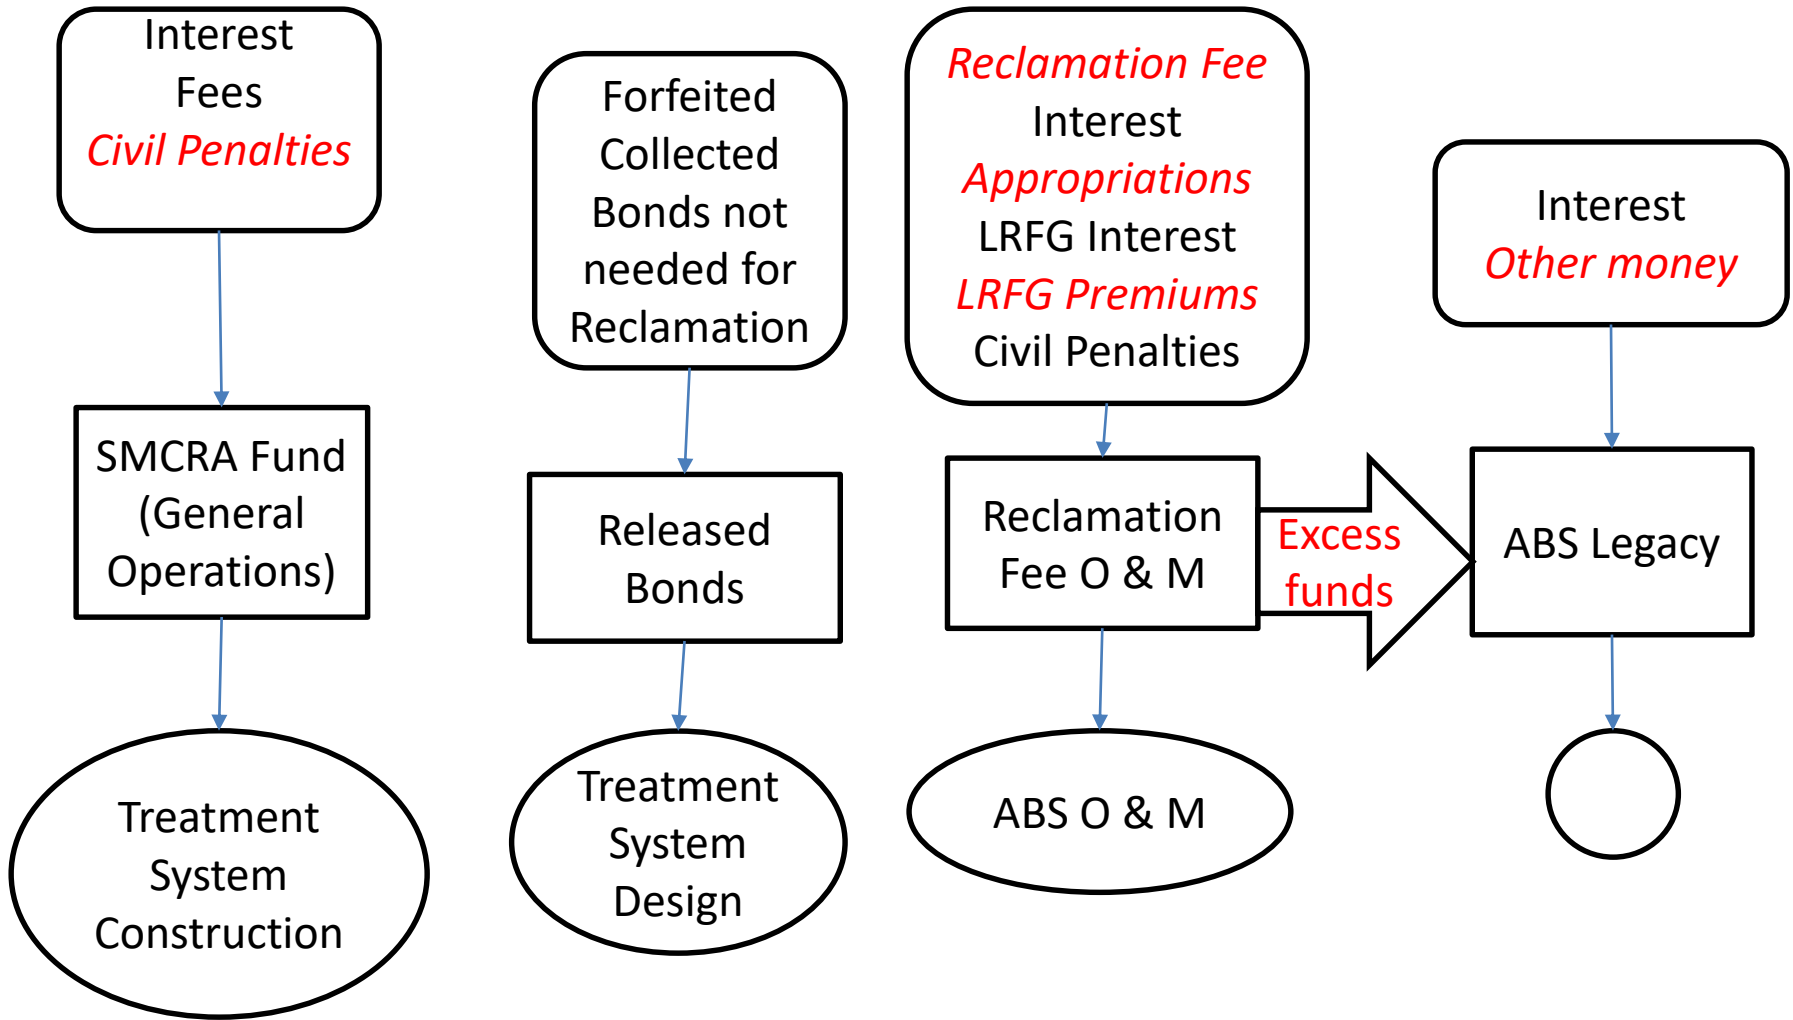 Interest
Fees
Civil Penalties
SMCRA Fund
(General
Operations)
Treatment
System
Construction
Forfeited
Collected
Bonds not
needed for
Reclamation
Released
Bonds
Treatment
System
Design
Reclamation Fee
Interest
Appropriations
LRFG Interest
LRFG Premiums
Civil Penalties
Reclamation
Fee O & M
Excess
funds
ABS O & M
Interest
Other money
ABS Legacy